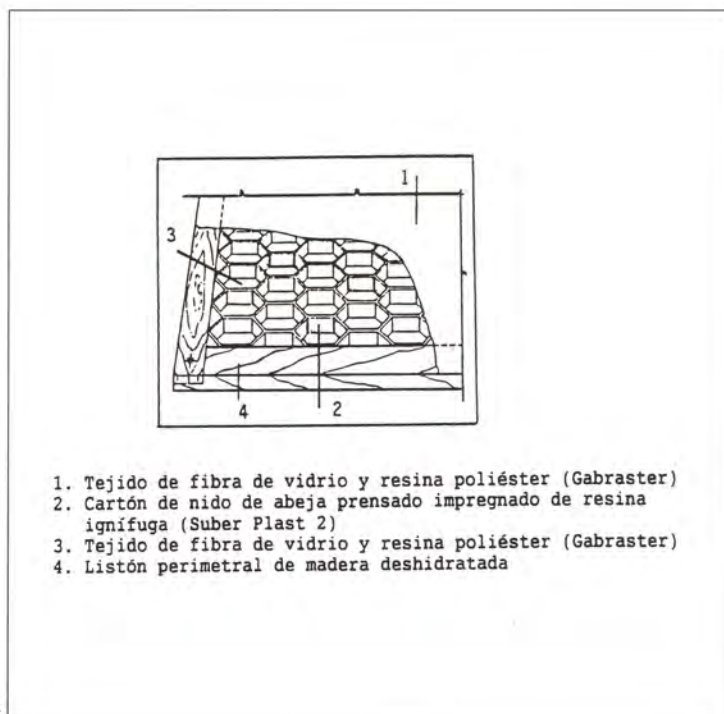 1
3
4
2
1. Tejido de fibra de vidrio y resina poliéster (Gabraster)
2. Cartón de nido de abeja prensado impregnado de resina
ignífuga (Suber Plast 2)
3. Tejido de fibra de vidrio y resina poliéster (Gabraster)
4. Listón perimetral de madera deshidratada